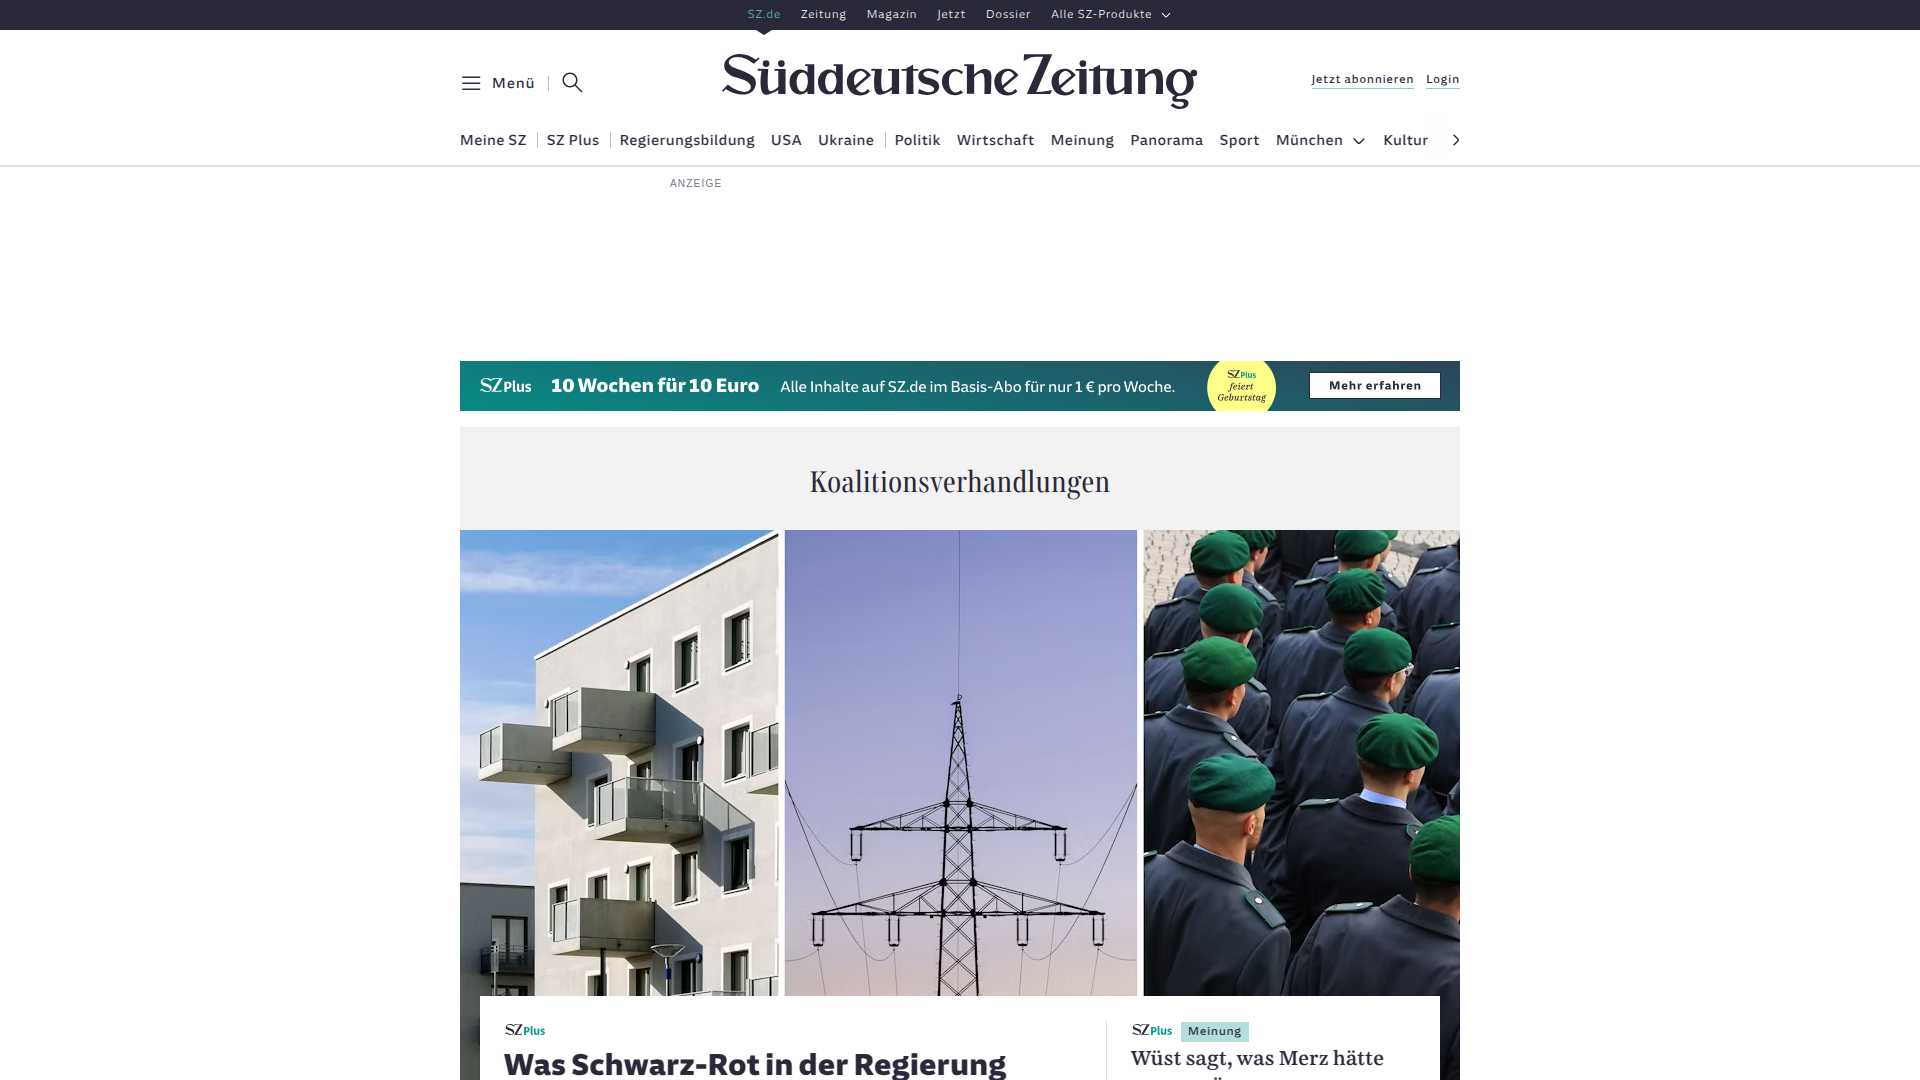 SZ.de Zeitung Magazin Jetzt Dossier Alle SZ-Produkte
Menü
Süddeutsche Zeitung
Jetzt abonnieren Login
Meine SZ SZ Plus Regierungsbildung USA Ukraine Politik Wirtschaft Meinung Panorama Sport München Kultur
ANZEIGE
SZ Plus 10 Wochen für 10 Euro Alle Inhalte auf SZ.de im Basis-Abo für nur 1 € pro Woche.
SZ Plus
feiert
Geburtstag
Mehr erfahren
Koalitionsverhandlungen
SZ Plus
Was Schwarz-Rot in der Regierung
SZ Plus Meinung
Wüst sagt, was Merz hätte